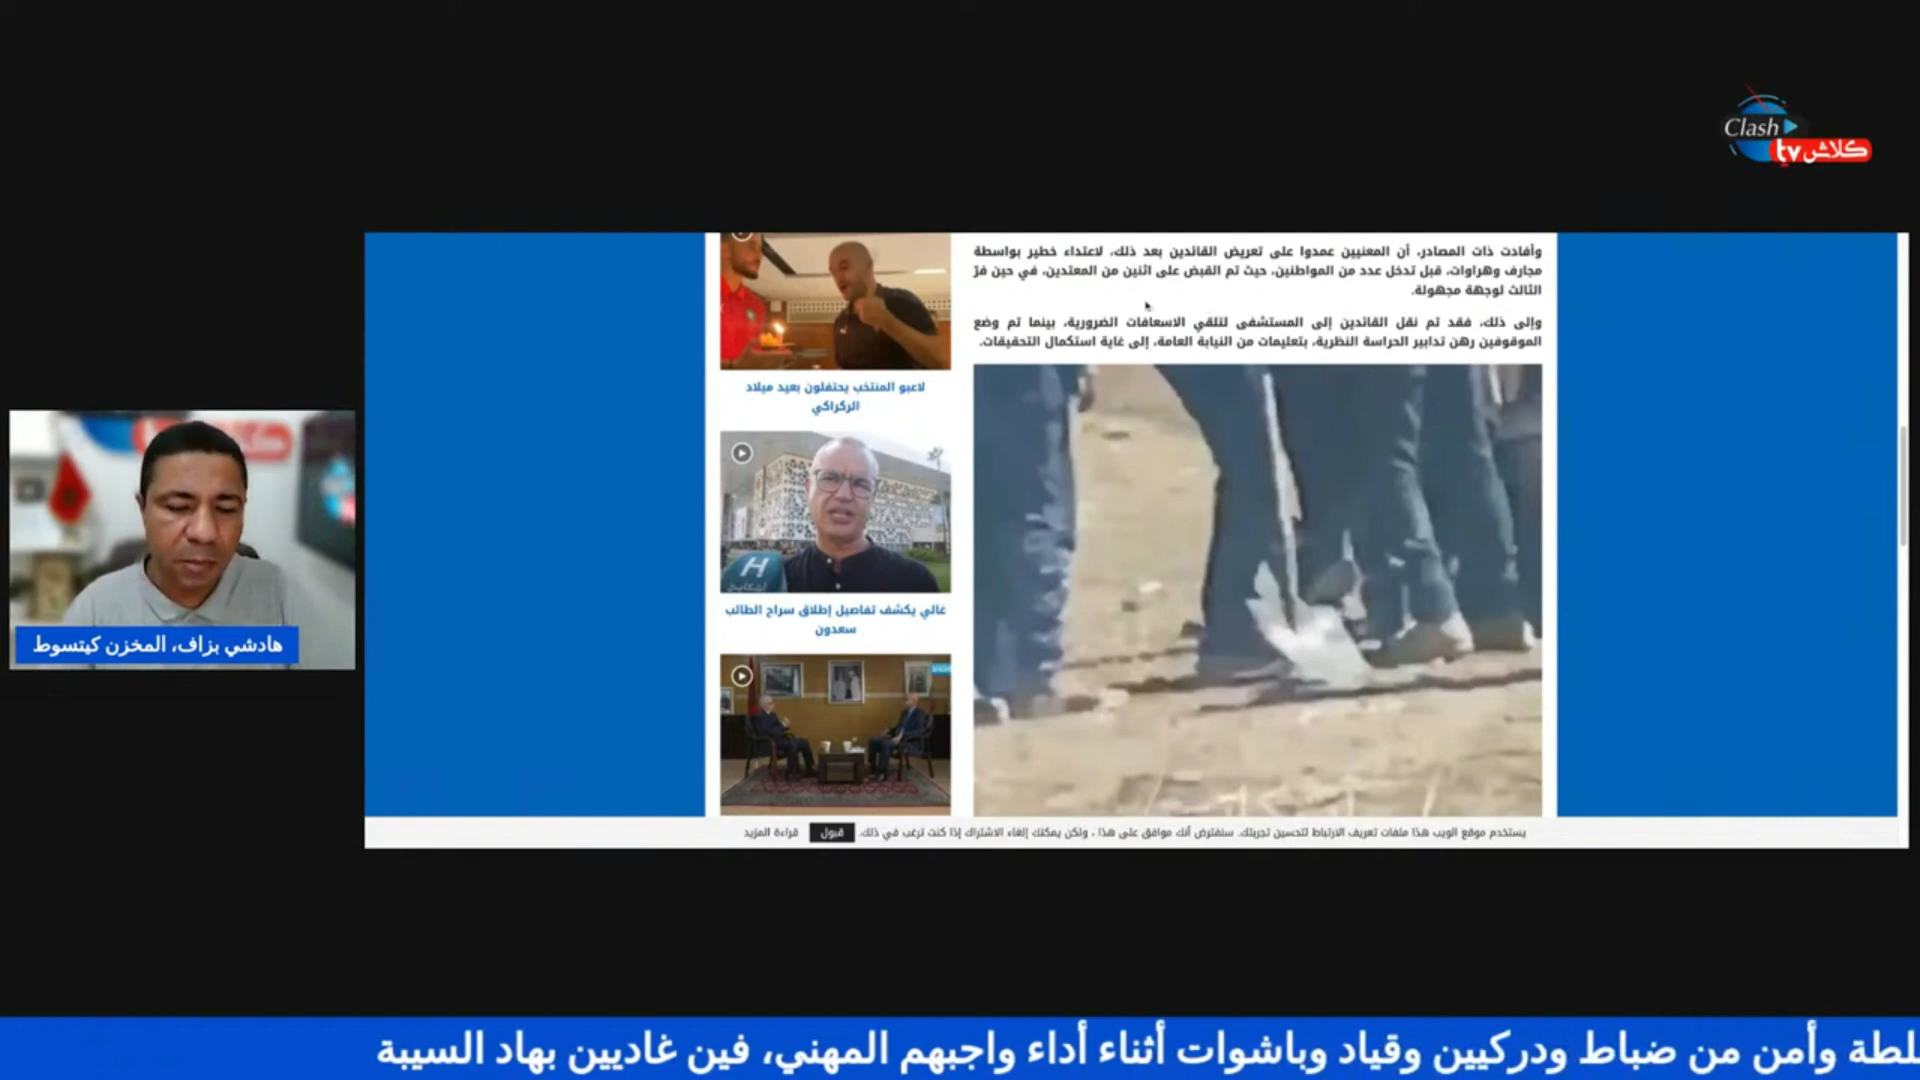 Clash
كلاش tv
وأفادت ذات المصادر، أن المعنيين عمدوا على تعريض القائدين بعد ذلك، لاعتداء خطير بواسطة
مجارف وهراوات، قبل تدخل عدد من المواطنين، حيث تم القبض على اثنين من المعتدين، في حين فرّ
الثالث لوجهة مجهولة.
وإلى ذلك، فقد تم نقل القائدين إلى المستشفى لتلقي الاسعافات الضرورية، بينما تم وضع
الموقوفين رهن تدابير الحراسة النظرية، بتعليمات من النيابة العامة، إلى غاية استكمال التحقيقات.
لاعبو المنتخب يحتفلون بعيد ميلاد
الركراكي
H
غالي يكشف تفاصيل إطلاق سراح الطالب
سعدون
هادشي بزاف، المخزن كيتسوط
يستخدم موقع الويب هذا ملفات تعريف الارتباط لتحسين تجربتك. سنفترض أنك موافق على هذا ، ولكن يمكنك إلغاء الاشتراك إذا كنت ترغب في ذلك. قبول قراءة المزيد
لطة وأمن من ضباط ودركيين وقياد وباشوات أثناء أداء واجبهم المهني، فين غاديين بهاد السيبة